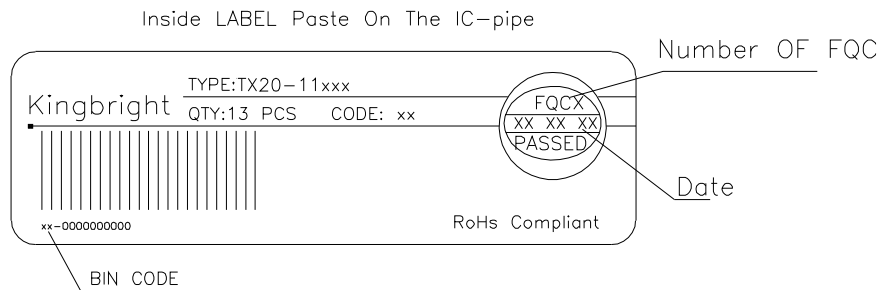 Inside LABEL Paste On The IC-pipe
Number OF FQC
TYPE:TX20-11xxx
Kingbright
QTY:13 PCS CODE: xx
FQCX
XX XX XX
PASSED
Date
xx-0000000000
RoHs Compliant
BIN CODE